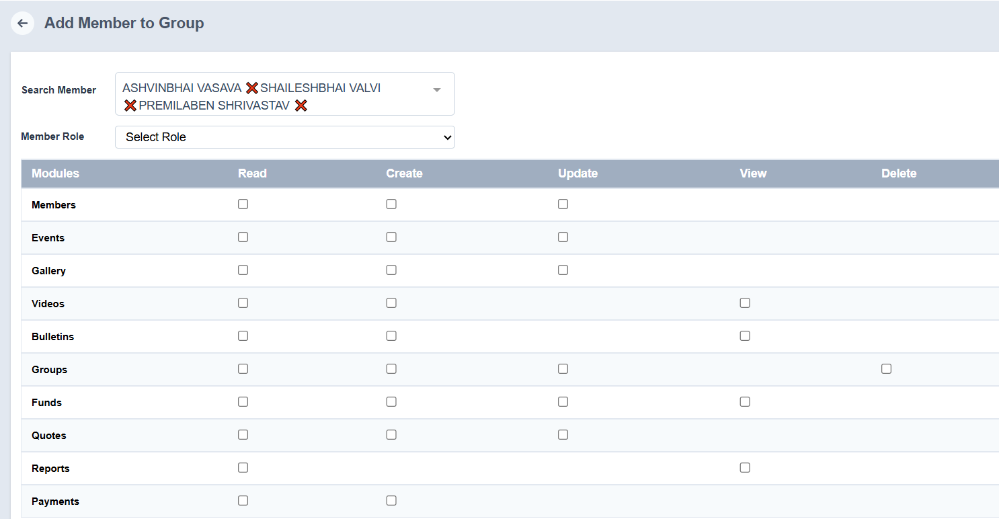 Add Member to Group
Search Member
ASHVINBHAI VASAVA ❌SHAILESHBHAI VALVI
❌PREMILABEN SHRIVASTAV ❌
Member Role
Select Role
Modules Read Create Update View Delete
Members
Events
Gallery
Videos
Bulletins
Groups
Funds
Quotes
Reports
Payments